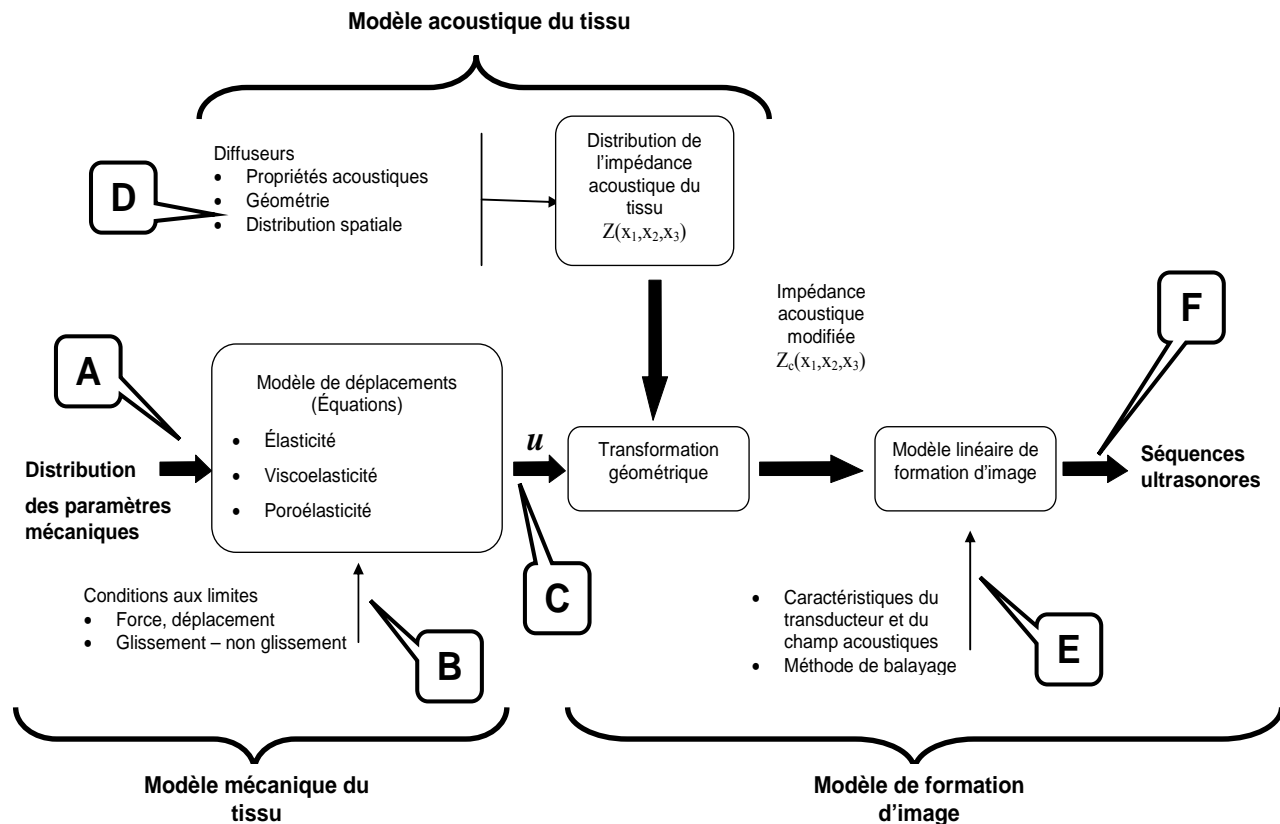 Modèle acoustique du tissu
Diffuseurs
• Propriétés acoustiques
• Géométrie
• Distribution spatiale
D
Distribution de
l'impédance
acoustique du
tissu
Z(x₁,x₂,x₃)
Impédance
acoustique
modifiée
Z_c(x₁,x₂,x₃)
F
A
Distribution
des paramètres
mécaniques
Modèle de déplacements
(Équations)
• Élasticité
• Viscoelasticité
• Poroélasticité
u
Transformation
géométrique
Modèle linéaire de
formation d'image
Séquences
ultrasonores
Conditions aux limites
• Force, déplacement
• Glissement – non glissement
B
C
• Caractéristiques du
transducteur et du
champ acoustiques
• Méthode de balayage
E
Modèle mécanique du
tissu
Modèle de formation
d'image